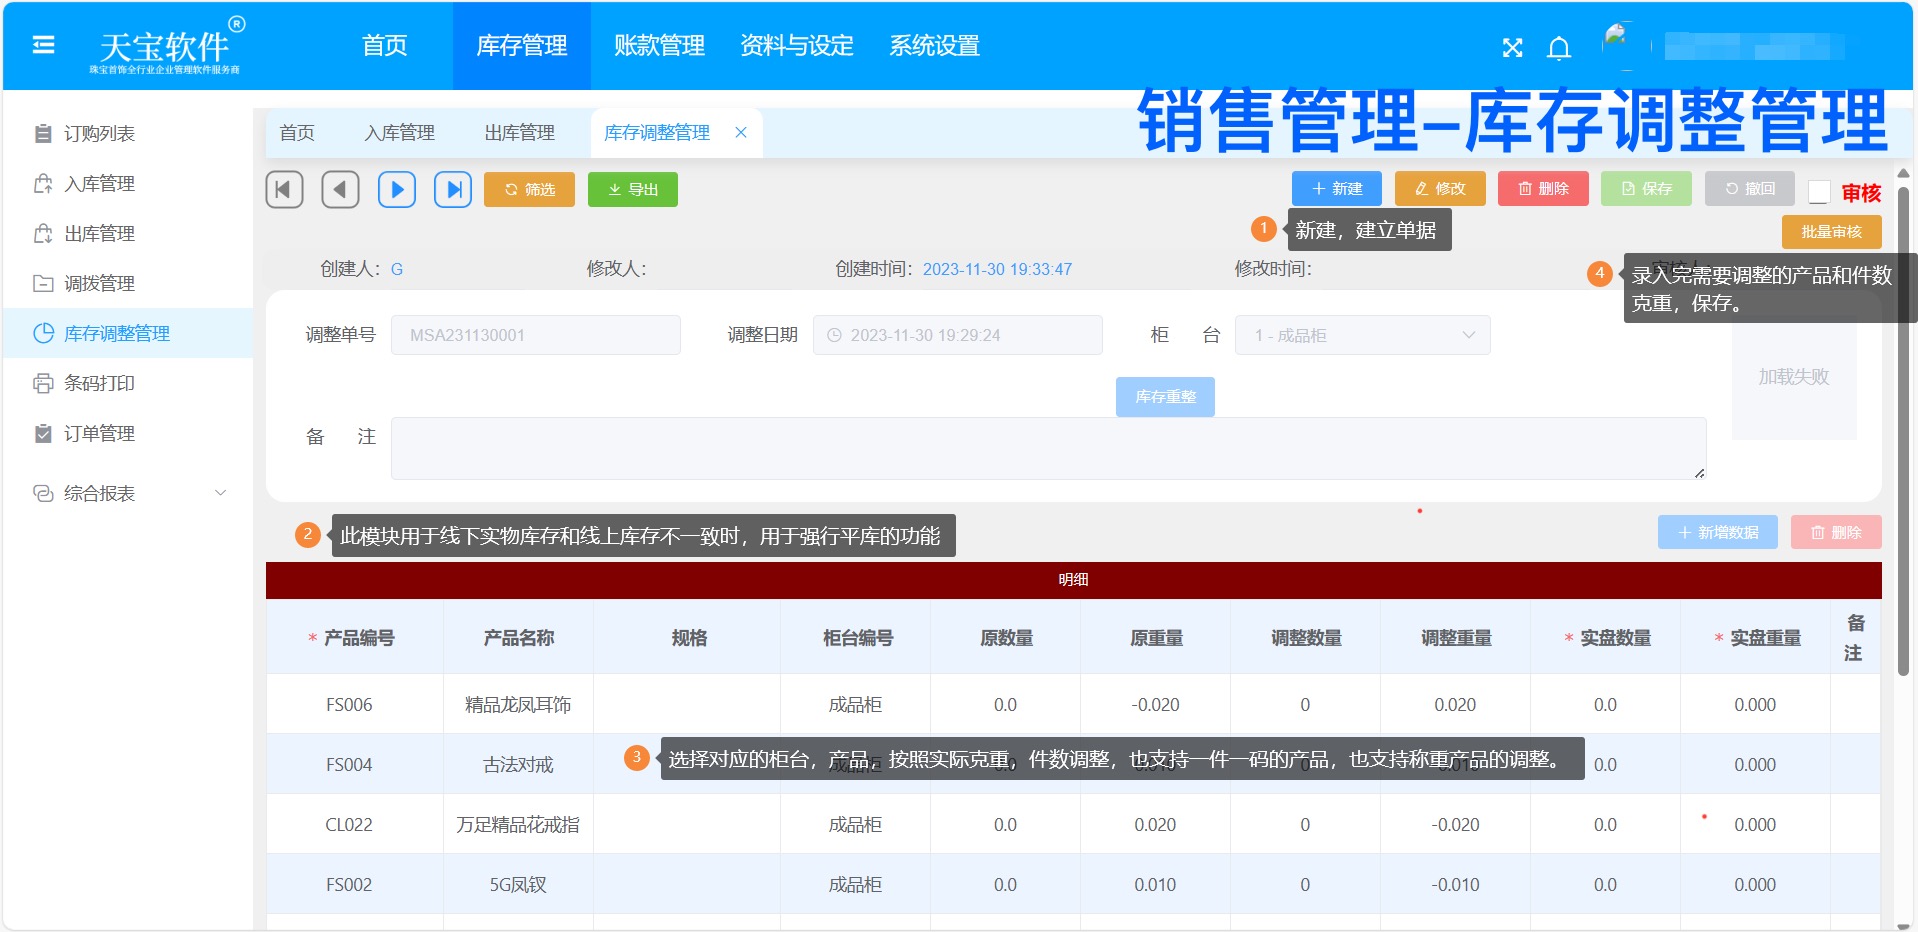 天宝软件®
珠宝首饰全行业企业管理软件服务商
首页 库存管理 账款管理 资料与设定 系统设置
销售管理–库存调整管理
订购列表
入库管理
出库管理
调拨管理
库存调整管理
条码打印
订单管理
综合报表
首页 入库管理 出库管理 库存调整管理 ×
筛选 导出 新建 修改 删除 保存 撤回 审核
批量审核
1 新建，建立单据
创建人： G 修改人： 创建时间： 2023-11-30 19:33:47 修改时间：
4 录入完需要调整的产品和件数
克重，保存。
调整单号 MSA231130001 调整日期 2023-11-30 19:29:24 柜 台 1 - 成品柜
加载失败
库存重整
备 注
2 此模块用于线下实物库存和线上库存不一致时，用于强行平库的功能
新增数据 删除
明细
* 产品编号 产品名称 规格 柜台编号 原数量 原重量 调整数量 调整重量 * 实盘数量 * 实盘重量 备注
FS006 精品龙凤耳饰 成品柜 0.0 -0.020 0 0.020 0.0 0.000
FS004 古法对戒 0.0 0.000
3 选择对应的柜台，产品，按照实际克重，件数调整，也支持一件一码的产品，也支持称重产品的调整。
CL022 万足精品花戒指 成品柜 0.0 0.020 0 -0.020 0.0 0.000
FS002 5G凤钗 成品柜 0.0 0.010 0 -0.010 0.0 0.000